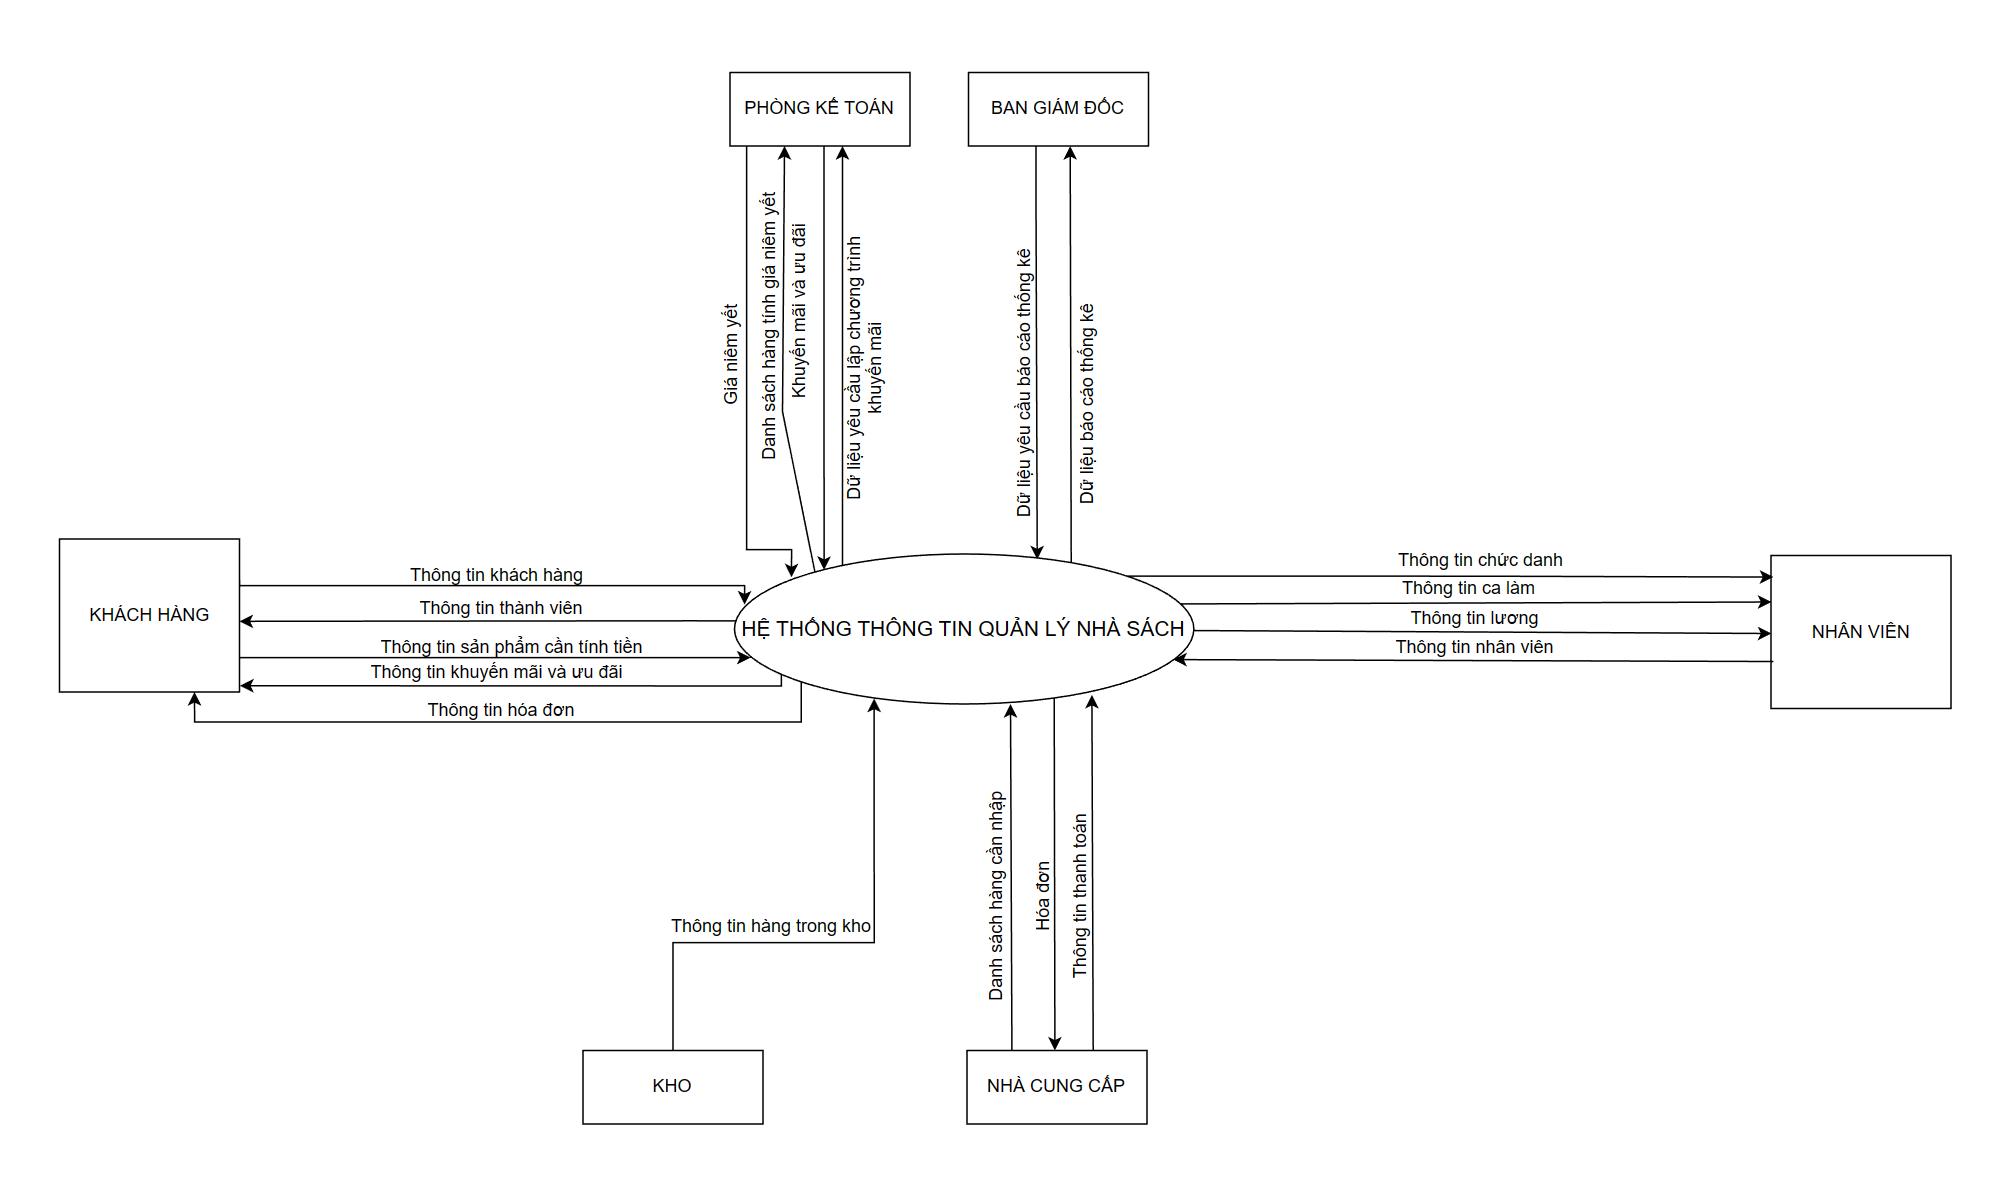 PHÒNG KẾ TOÁN
BAN GIÁM ĐỐC
Giá niêm yết
Danh sách hàng tính giá niêm yết
Khuyến mãi và ưu đãi
Dữ liệu yêu cầu lập chương trình
khuyến mãi
Dữ liệu yêu cầu báo cáo thống kê
Dữ liệu báo cáo thống kê
KHÁCH HÀNG
Thông tin khách hàng
Thông tin thành viên
Thông tin sản phẩm cần tính tiền
Thông tin khuyến mãi và ưu đãi
Thông tin hóa đơn
HỆ THỐNG THÔNG TIN QUẢN LÝ NHÀ SÁCH
Thông tin chức danh
Thông tin ca làm
Thông tin lương
Thông tin nhân viên
NHÂN VIÊN
Thông tin hàng trong kho
Danh sách hàng cần nhập
Hóa đơn
Thông tin thanh toán
KHO
NHÀ CUNG CẤP